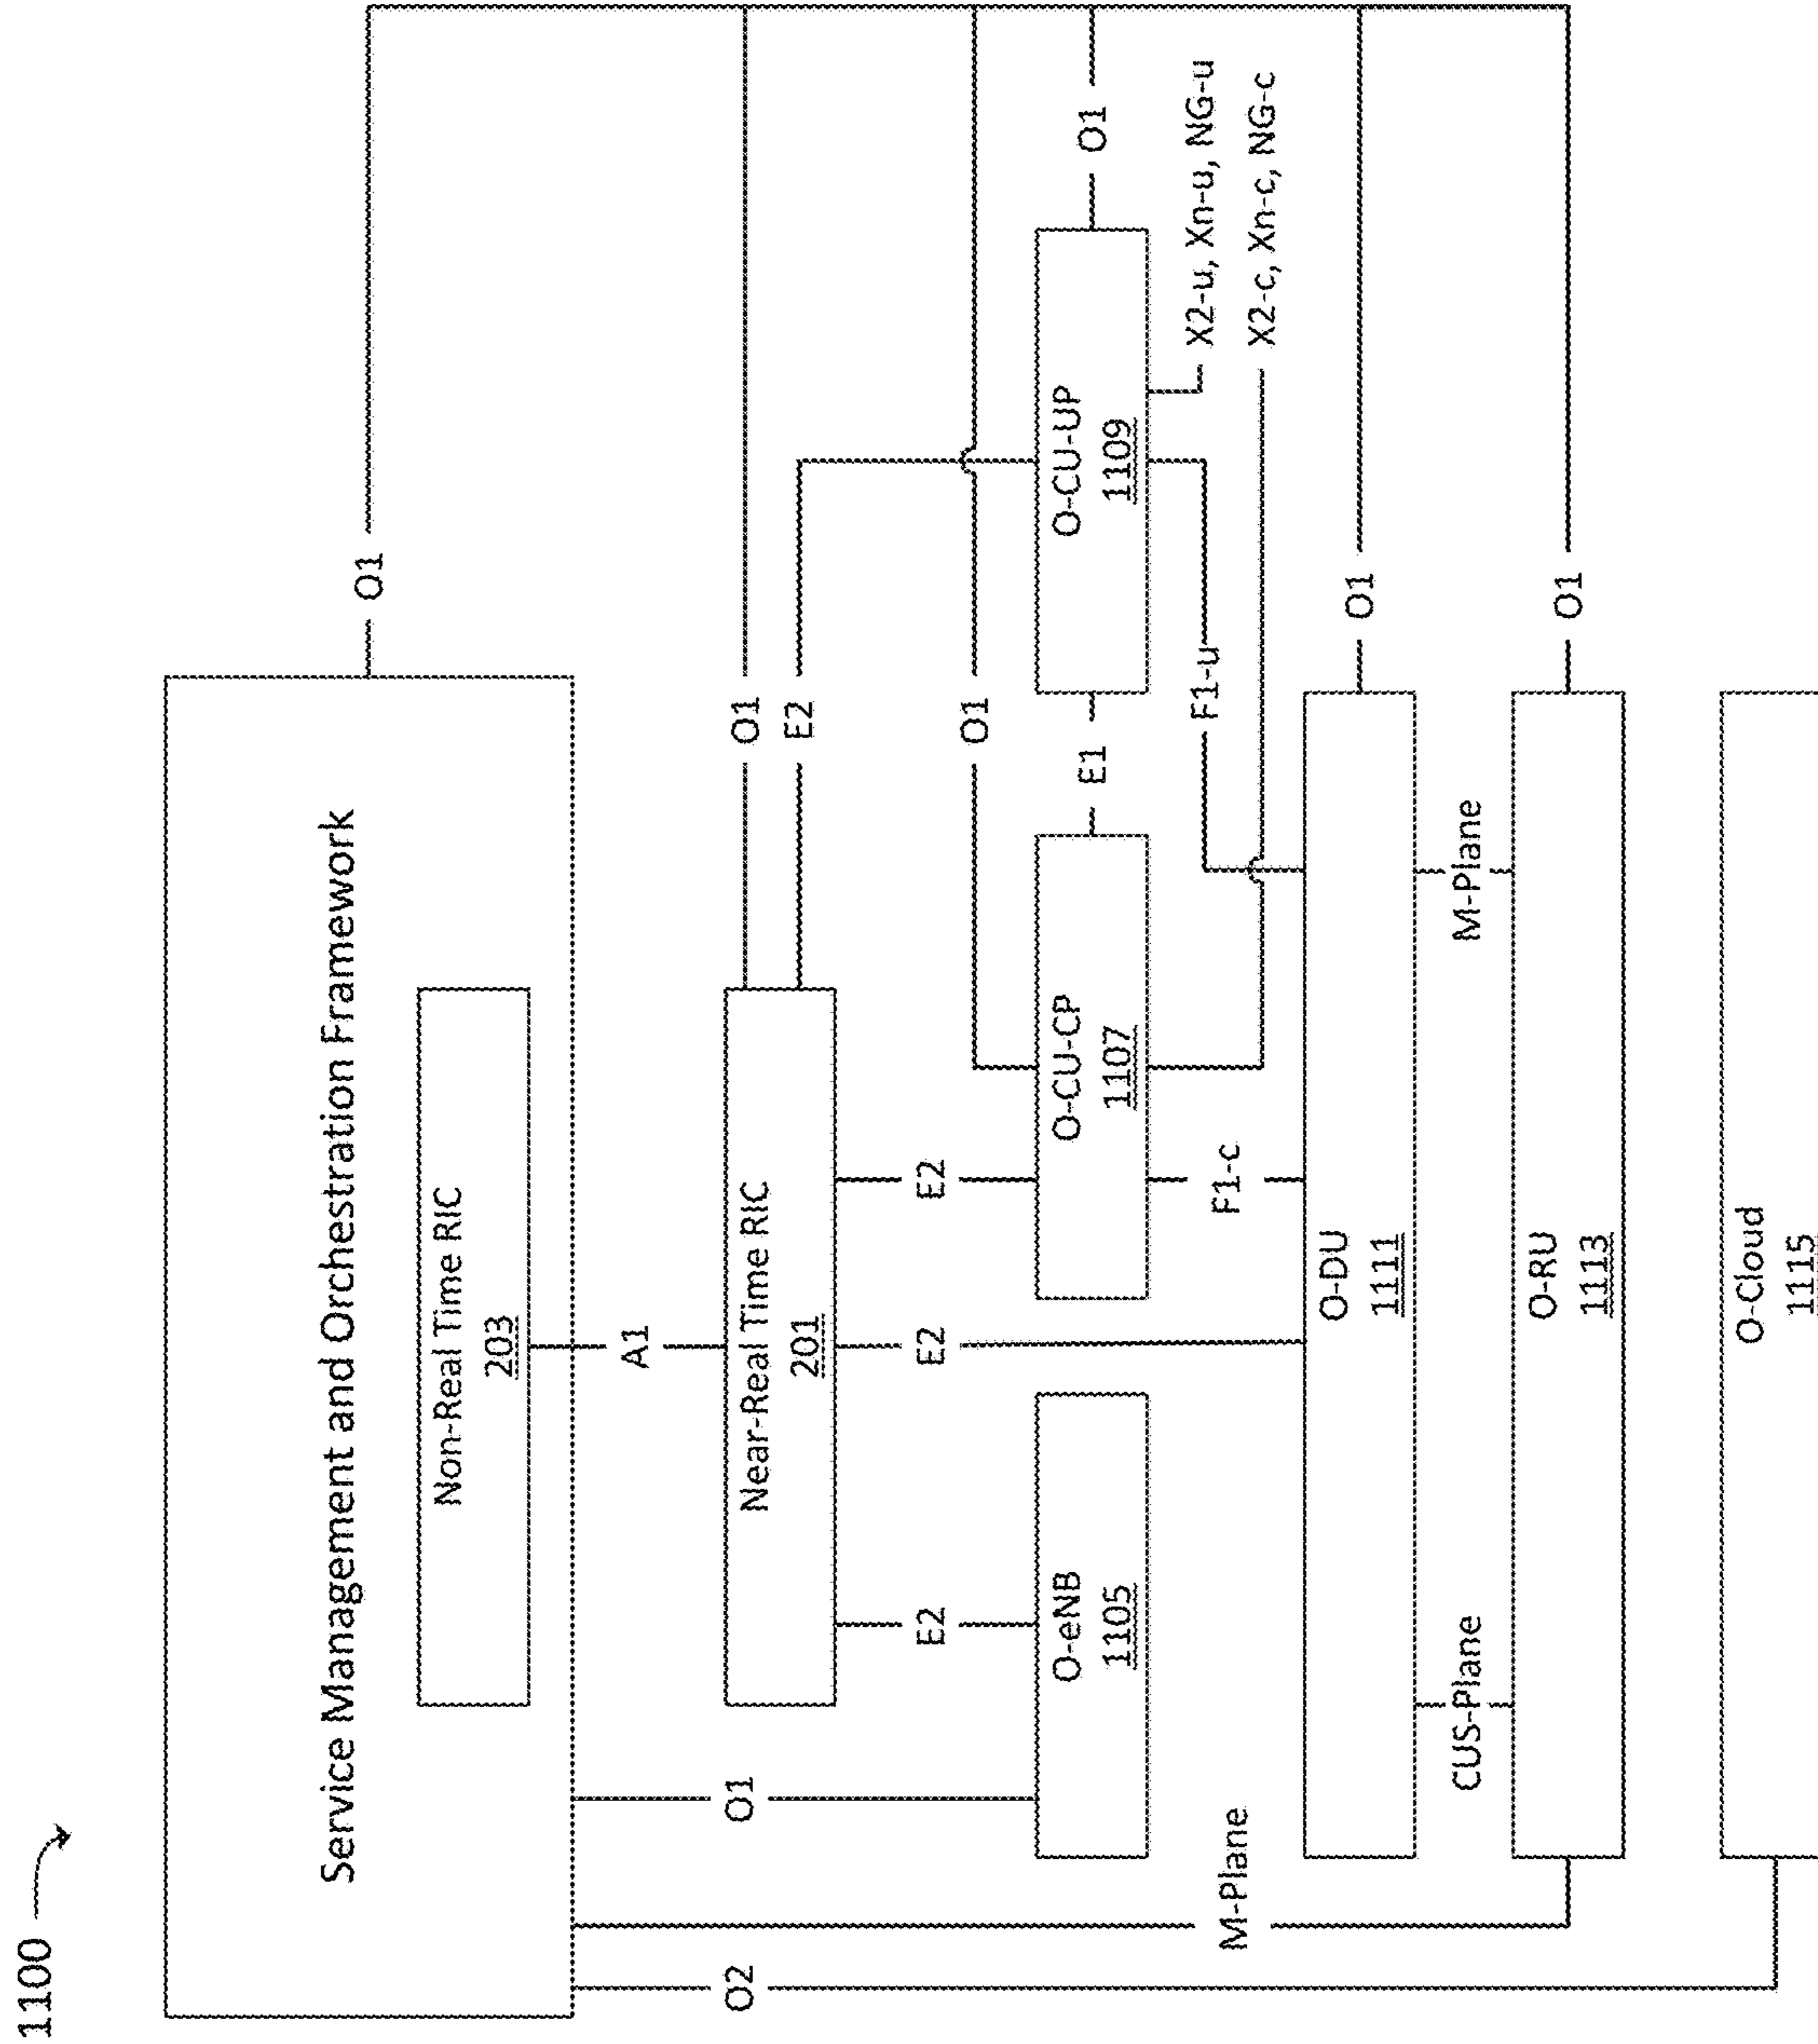 1100
Service Management and Orchestration Framework
Non-Real Time RIC
203
O1
A1
Near-Real Time RIC
201
O2
O1
O1
E2
E2
E2
E2
O1
O-eNB
1105
O-CU-CP
1107
E1
O-CU-UP
1109
O1
M-Plane
F1-c
F1-u
X2-u, Xn-u, NG-u
X2-c, Xn-c, NG-c
O-DU
1111
O1
CUS-Plane
M-Plane
O-RU
1113
O1
O-Cloud
1115